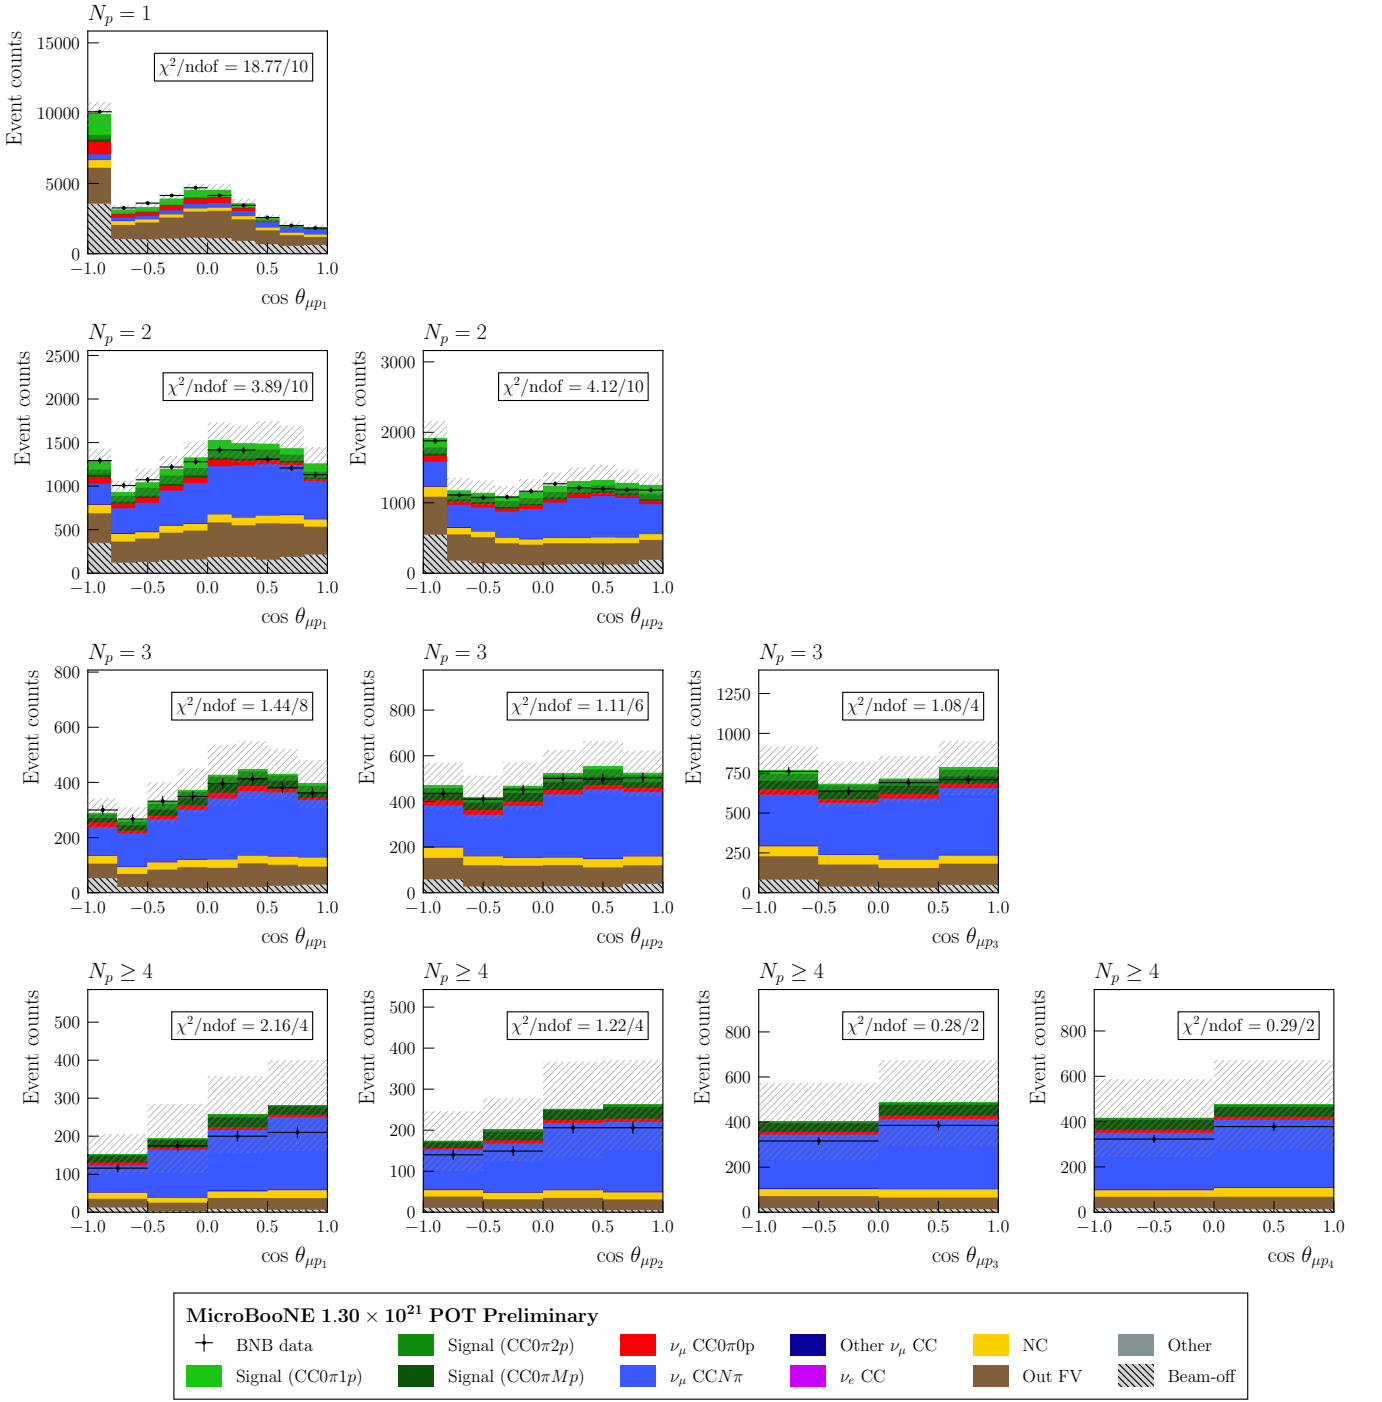 N_p = 1
Event counts
15000
10000
5000
0
χ²/ndof = 18.77/10
−1.0 −0.5 0.0 0.5 1.0
cos θ_μp₁
N_p = 2 N_p = 2
Event counts
2500
2000
1500
1000
500
0
χ²/ndof = 3.89/10
−1.0 −0.5 0.0 0.5 1.0
cos θ_μp₁
Event counts
3000
2000
1000
0
χ²/ndof = 4.12/10
−1.0 −0.5 0.0 0.5 1.0
cos θ_μp₂
N_p = 3 N_p = 3 N_p = 3
Event counts
800
600
400
200
0
χ²/ndof = 1.44/8
−1.0 −0.5 0.0 0.5 1.0
cos θ_μp₁
Event counts
800
600
400
200
0
χ²/ndof = 1.11/6
−1.0 −0.5 0.0 0.5 1.0
cos θ_μp₂
Event counts
1250
1000
750
500
250
0
χ²/ndof = 1.08/4
−1.0 −0.5 0.0 0.5 1.0
cos θ_μp₃
N_p ≥ 4 N_p ≥ 4 N_p ≥ 4 N_p ≥ 4
Event counts
500
400
300
200
100
0
χ²/ndof = 2.16/4
−1.0 −0.5 0.0 0.5 1.0
cos θ_μp₁
Event counts
500
400
300
200
100
0
χ²/ndof = 1.22/4
−1.0 −0.5 0.0 0.5 1.0
cos θ_μp₂
Event counts
800
600
400
200
0
χ²/ndof = 0.28/2
−1.0 −0.5 0.0 0.5 1.0
cos θ_μp₃
Event counts
800
600
400
200
0
χ²/ndof = 0.29/2
−1.0 −0.5 0.0 0.5 1.0
cos θ_μp₄
MicroBooNE 1.30 × 10²¹ POT Preliminary
BNB data Signal (CC0π2p) ν_μ CC0π0p Other ν_μ CC NC Other
Signal (CC0π1p) Signal (CC0πMp) ν_μ CCNπ ν_e CC Out FV Beam-off